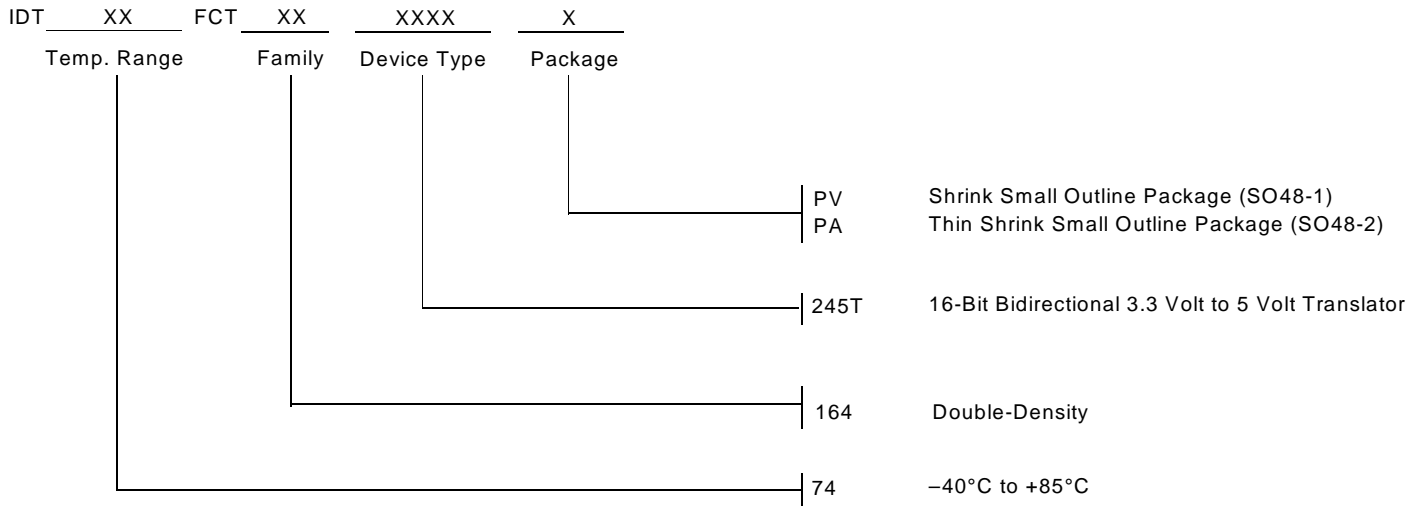 IDT XX FCT XX XXXX X
Temp. Range Family Device Type Package
PV Shrink Small Outline Package (SO48-1)
PA Thin Shrink Small Outline Package (SO48-2)
245T 16-Bit Bidirectional 3.3 Volt to 5 Volt Translator
164 Double-Density
74 –40°C to +85°C